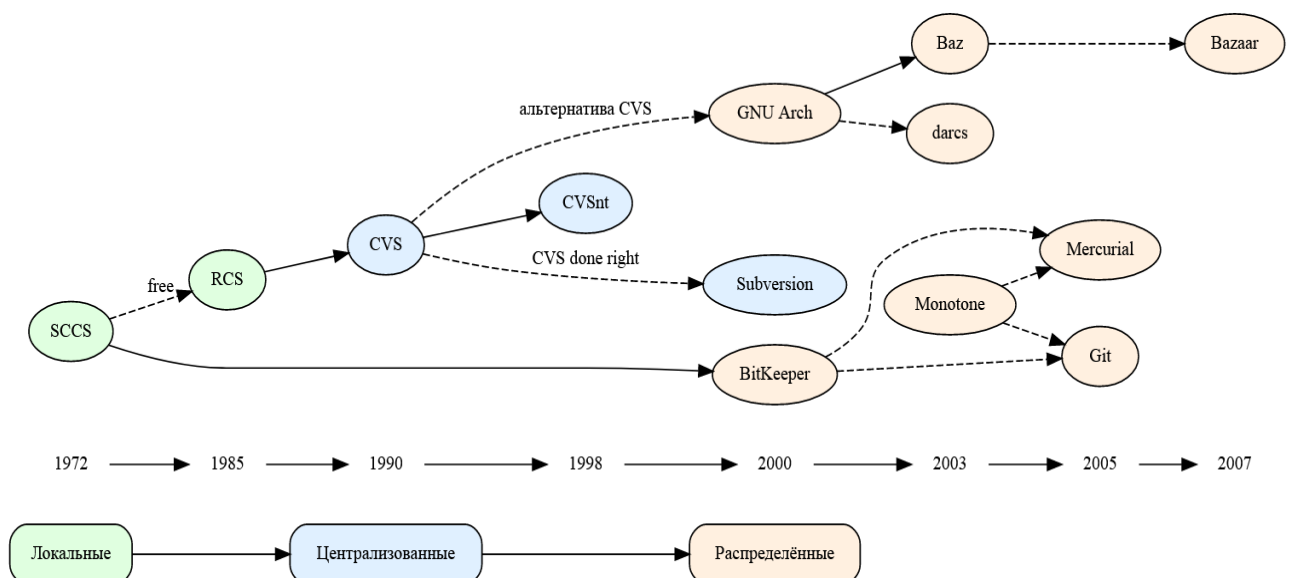 Baz
Bazaar
альтернатива CVS
GNU Arch
darcs
CVSnt
CVS
CVS done right
Mercurial
free
RCS
Subversion
Monotone
SCCS
BitKeeper
Git
1972 1985 1990 1998 2000 2003 2005 2007
Локальные Централизованные Распределённые